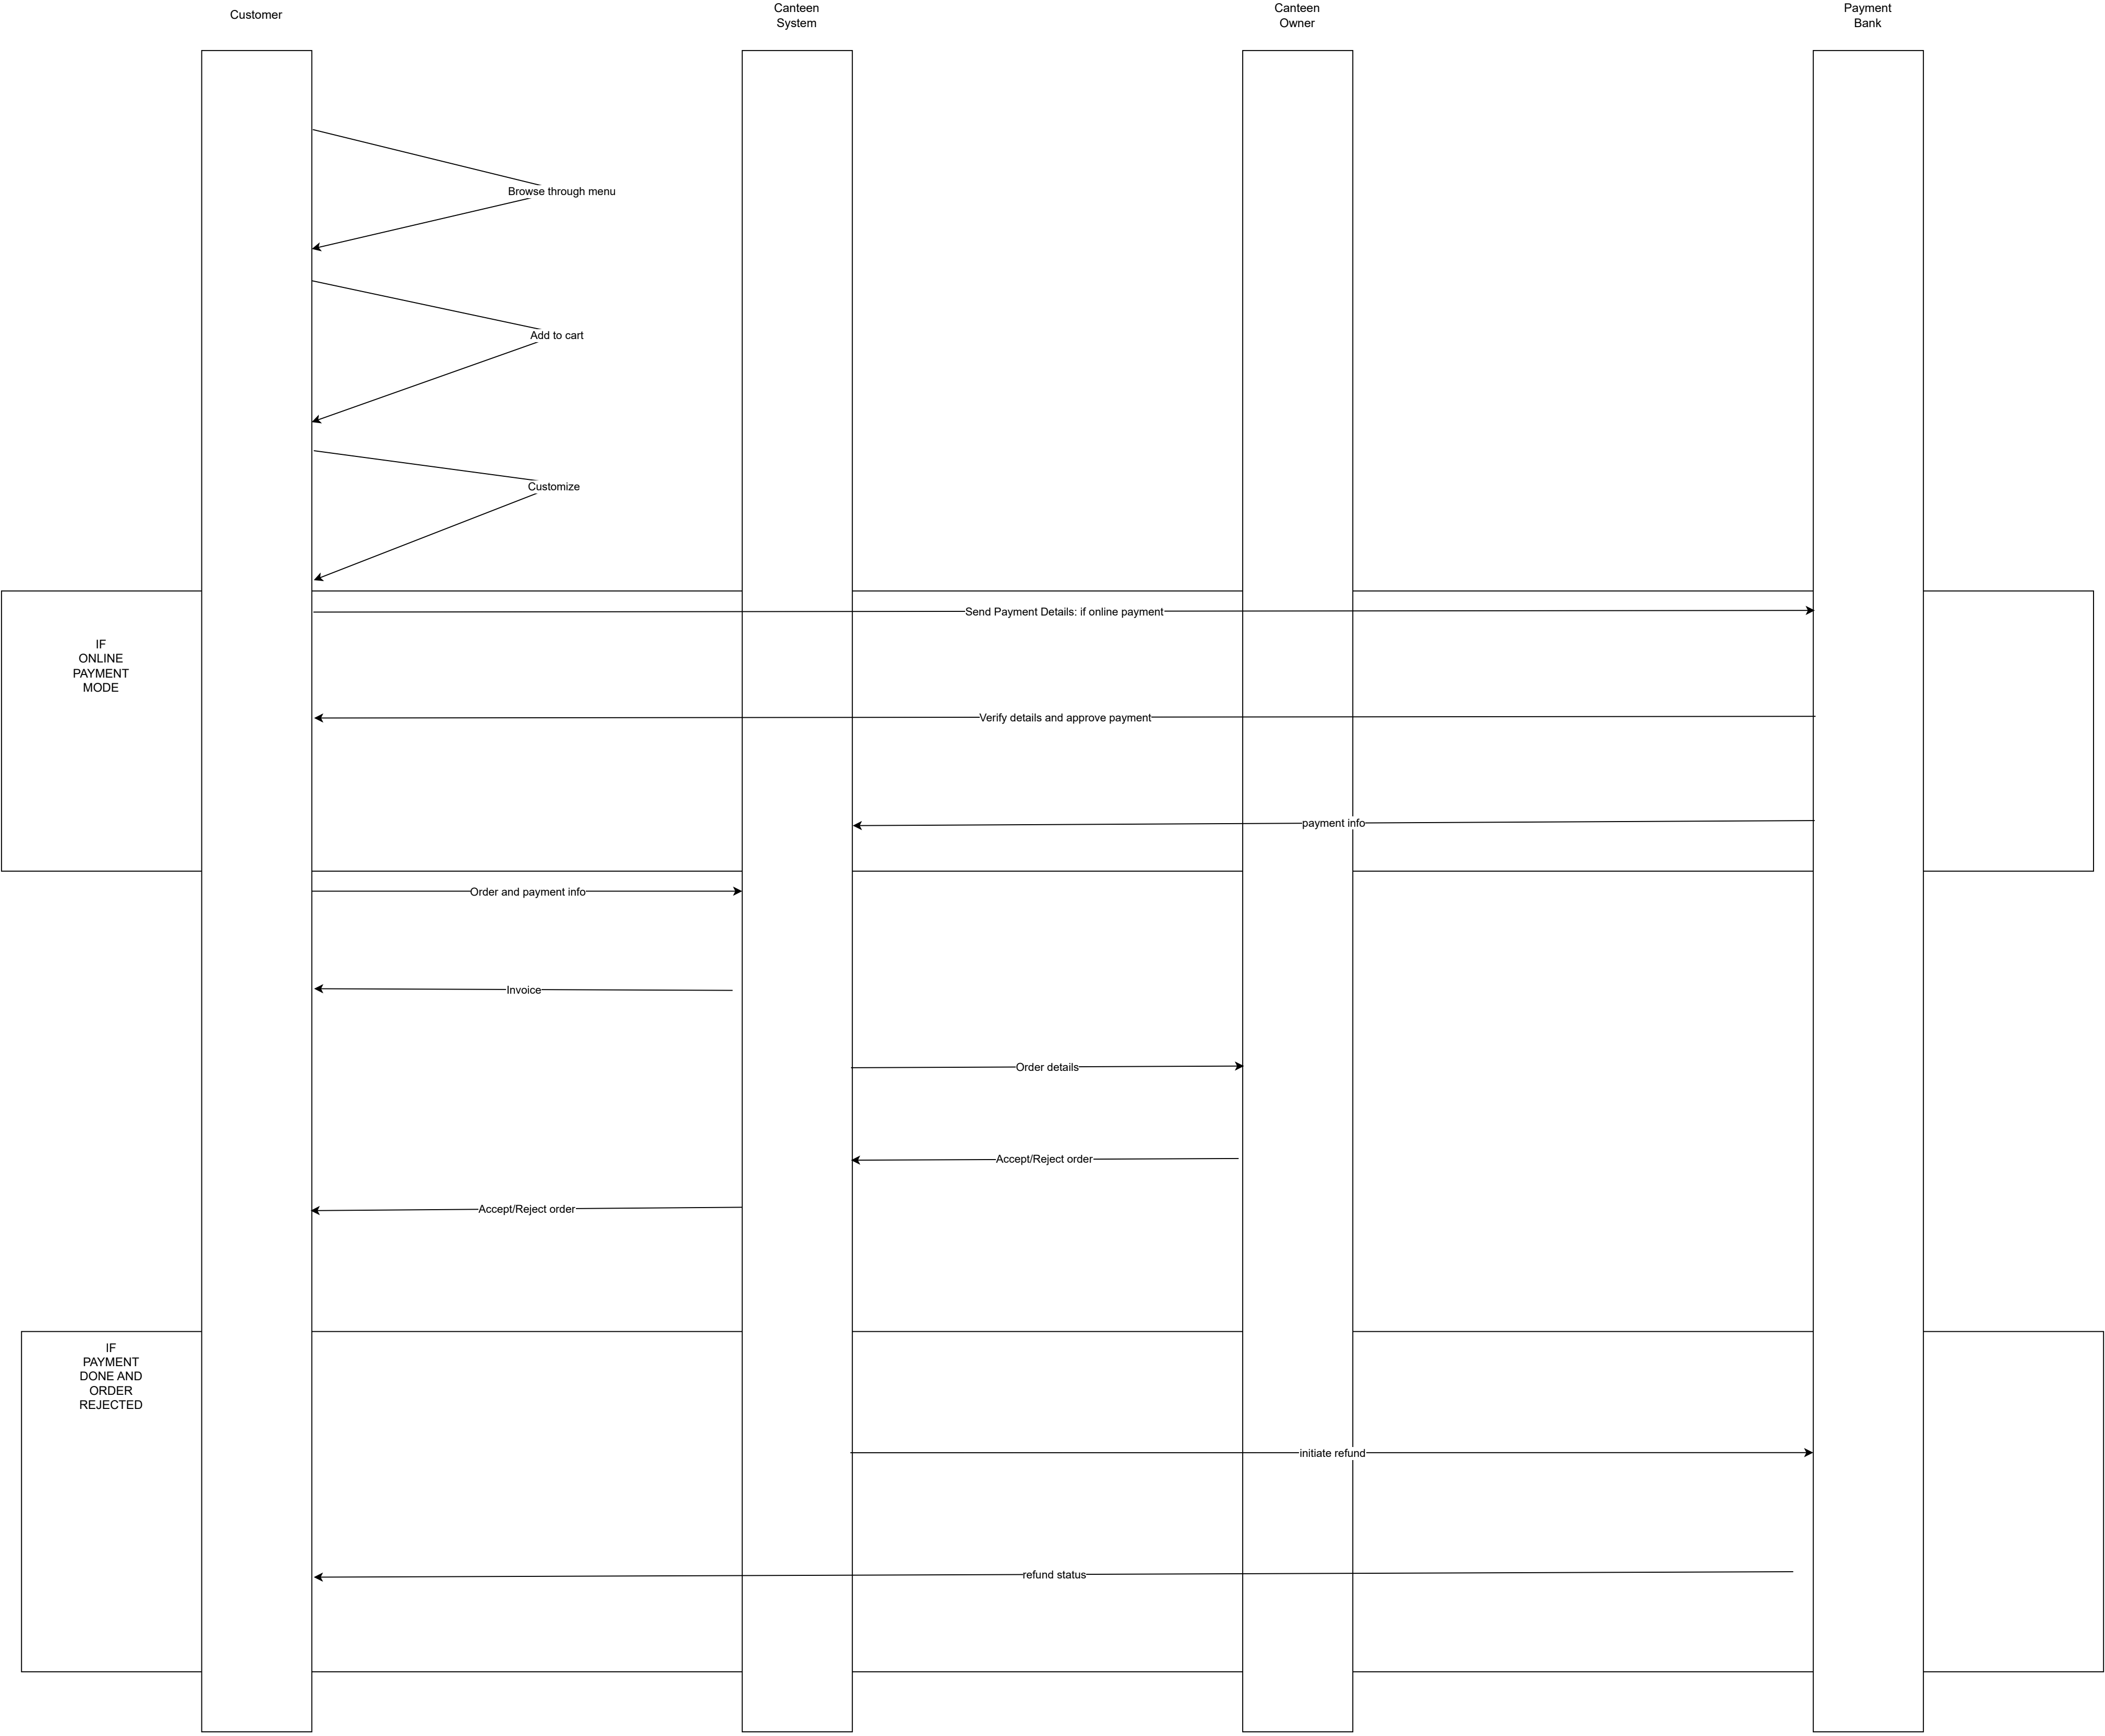 Customer
Canteen
System
Canteen
Owner
Payment
Bank
Browse through menu
Add to cart
Customize
Send Payment Details: if online payment
IF
ONLINE
PAYMENT
MODE
Verify details and approve payment
payment info
Order and payment info
Invoice
Order details
Accept/Reject order
Accept/Reject order
IF
PAYMENT
DONE AND
ORDER
REJECTED
initiate refund
refund status